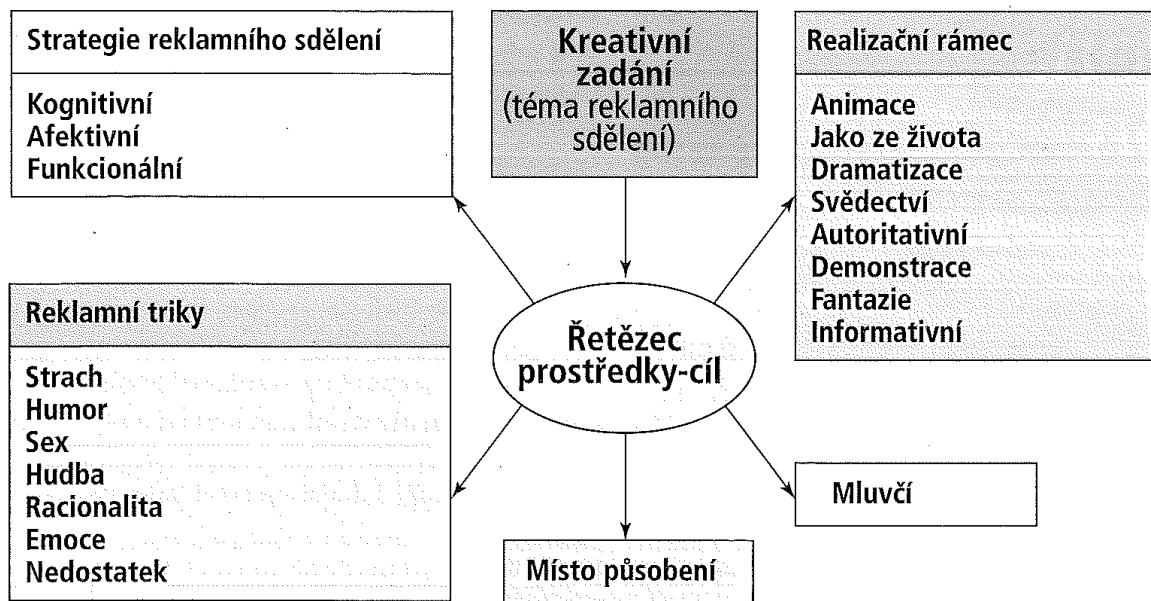 Strategie reklamního sdělení
Kognitivní
Afektivní
Funkcionální
Kreativní
zadání
(téma reklamního
sdělení)
Realizační rámec
Animace
Jako ze života
Dramatizace
Svědectví
Autoritativní
Demonstrace
Fantazie
Informativní
Reklamní triky
Strach
Humor
Sex
Hudba
Racionalita
Emoce
Nedostatek
Řetězec
prostředky-cíl
Mluvčí
Místo působení